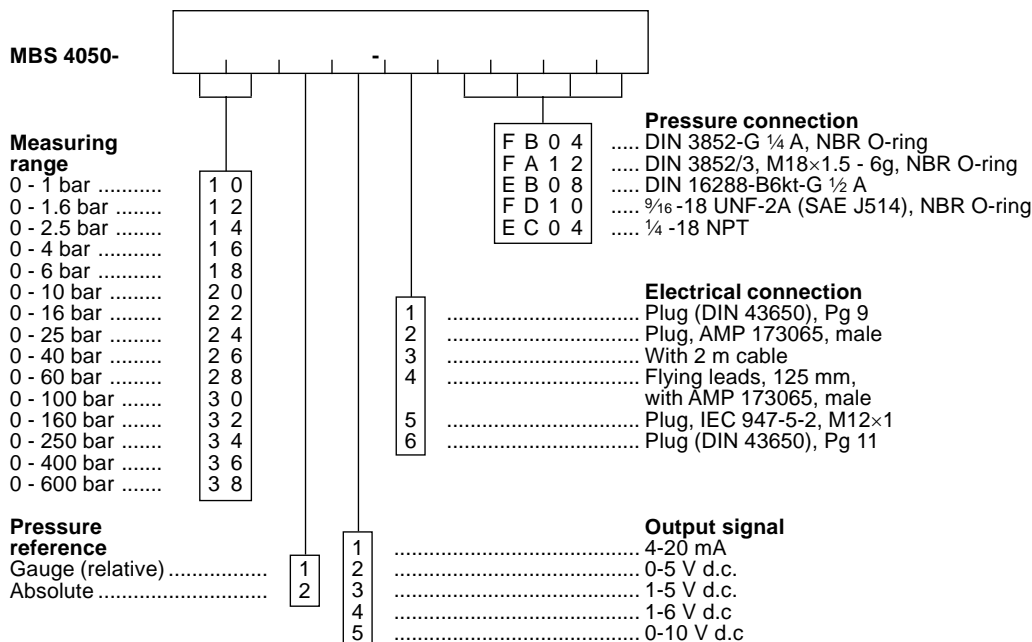 MBS 4050-
-
Pressure connection
F B 0 4 ..... DIN 3852-G ¼ A, NBR O-ring
F A 1 2 ..... DIN 3852/3, M18×1.5 - 6g, NBR O-ring
E B 0 8 ..... DIN 16288-B6kt-G ½ A
F D 1 0 ..... 9⁄16 -18 UNF-2A (SAE J514), NBR O-ring
E C 0 4 ..... ¼ -18 NPT
Measuring
range
0 - 1 bar ........... 1 0
0 - 1.6 bar ........ 1 2
0 - 2.5 bar ........ 1 4
0 - 4 bar ........... 1 6
0 - 6 bar ........... 1 8
0 - 10 bar ......... 2 0
0 - 16 bar ......... 2 2
0 - 25 bar ......... 2 4
0 - 40 bar ......... 2 6
0 - 60 bar ......... 2 8
0 - 100 bar ....... 3 0
0 - 160 bar ....... 3 2
0 - 250 bar ....... 3 4
0 - 400 bar ....... 3 6
0 - 600 bar ....... 3 8
Electrical connection
1 ................................. Plug (DIN 43650), Pg 9
2 ................................. Plug, AMP 173065, male
3 ................................. With 2 m cable
4 ................................. Flying leads, 125 mm,
with AMP 173065, male
5 ................................. Plug, IEC 947-5-2, M12×1
6 ................................. Plug (DIN 43650), Pg 11
Pressure
reference
Gauge (relative) ................. 1
Absolute ............................. 2
Output signal
1 .......................................... 4-20 mA
2 .......................................... 0-5 V d.c.
3 .......................................... 1-5 V d.c.
4 .......................................... 1-6 V d.c
5 .......................................... 0-10 V d.c